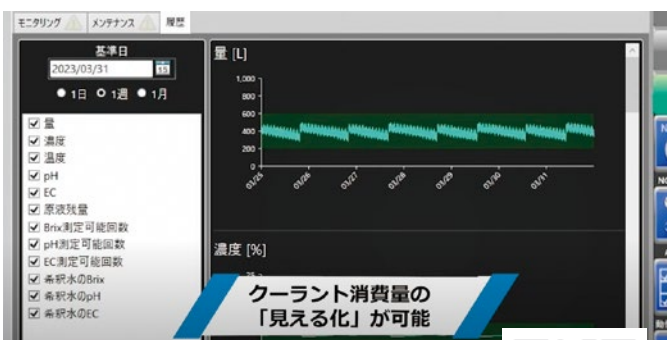 モニタリング
メンテナンス
履歴
基準日
2023/03/31
15
1日
1週
1月
量
濃度
温度
pH
EC
原液残量
Brix測定可能回数
pH測定可能回数
EC測定可能回数
希釈水のBrix
希釈水のpH
希釈水のEC
量 [L]
1,000
800
600
400
200
0
03/25
03/26
03/27
03/28
03/29
03/30
03/31
濃度 [%]
クーラント消費量の
「見える化」が可能